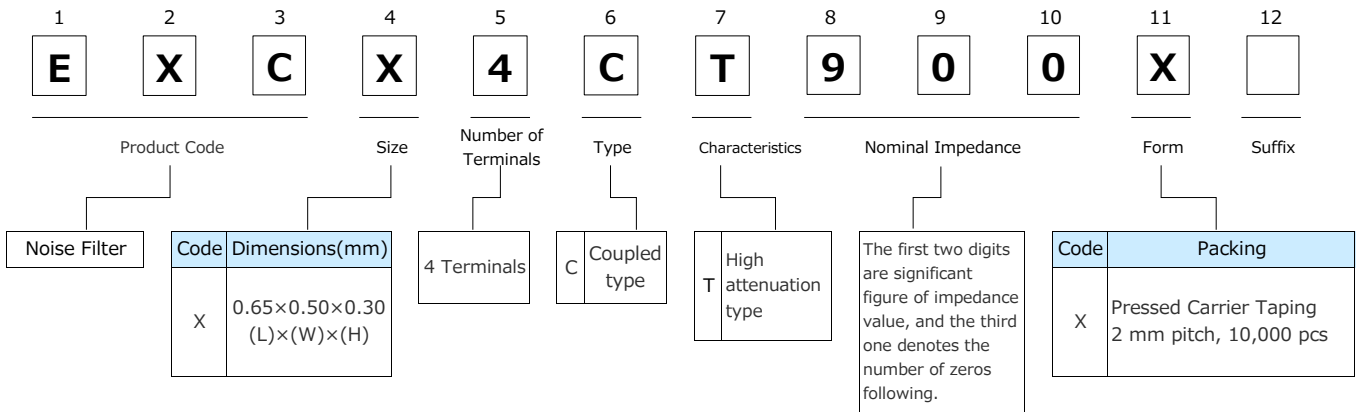 1 2 3 4 5 6 7 8 9 10 11 12
E X C X 4 C T 9 0 0 X
Product Code
Size
Number of
Terminals
Type
Characteristics
Nominal Impedance
Form
Suffix
Noise Filter
Code Dimensions(mm)
X 0.65×0.50×0.30
(L)×(W)×(H)
4 Terminals
C Coupled
type
T High
attenuation
type
The first two digits
are significant
figure of impedance
value, and the third
one denotes the
number of zeros
following.
Code Packing
X Pressed Carrier Taping
2 mm pitch, 10,000 pcs